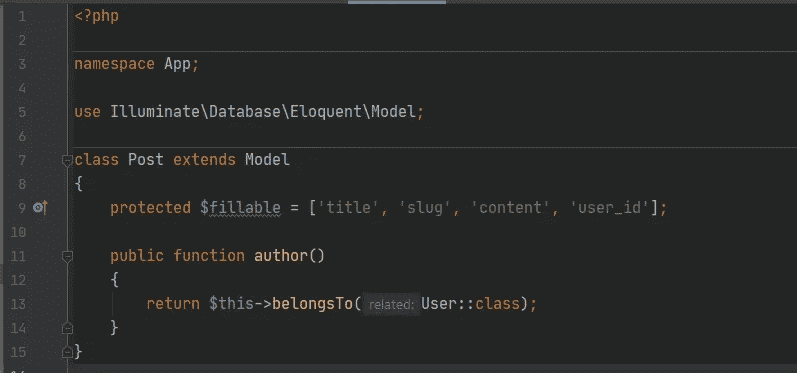 1 <?php
2
3 namespace App;
4
5 use Illuminate\Database\Eloquent\Model;
6
7 class Post extends Model
8 {
9 protected $fillable = ['title', 'slug', 'content', 'user_id'];
10
11 public function author()
12 {
13 return $this->belongsTo( related: User::class);
14 }
15 }